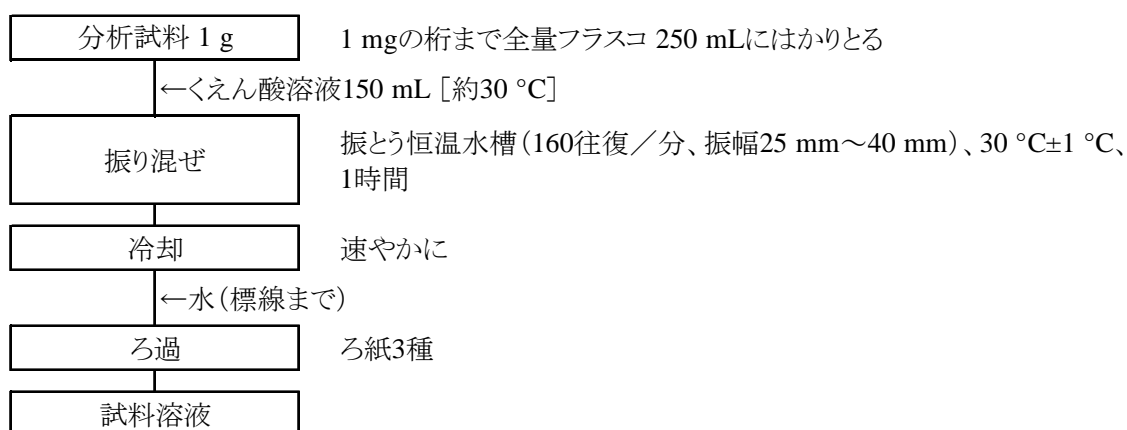 分析試料 1 g
1 mgの桁まで全量フラスコ 250 mLにはかりとる
←くえん酸溶液150 mL［約30 °C］
振り混ぜ
振とう恒温水槽（160往復／分、振幅25 mm～40 mm）、30 °C±1 °C、
1時間
冷却
速やかに
←水（標線まで）
ろ過
ろ紙3種
試料溶液